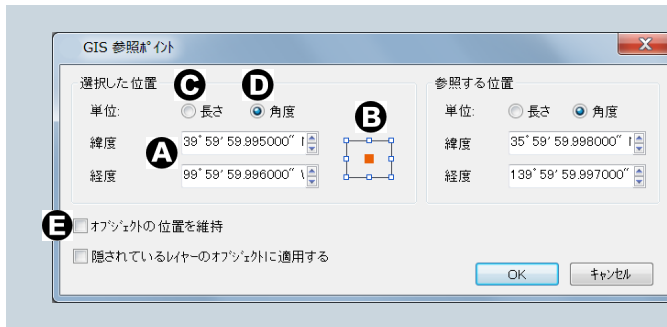 GIS 参照ポイント
選択した位置 C D
単位: 長さ 角度 B
A
緯度 39° 59' 59.995000"
経度 99° 59' 59.996000"
参照する位置
単位: 長さ 角度
緯度 35° 59' 59.998000"
経度 139° 59' 59.997000"
E オブジェクトの位置を維持
隠されているレイヤーのオブジェクトに適用する
OK キャンセル